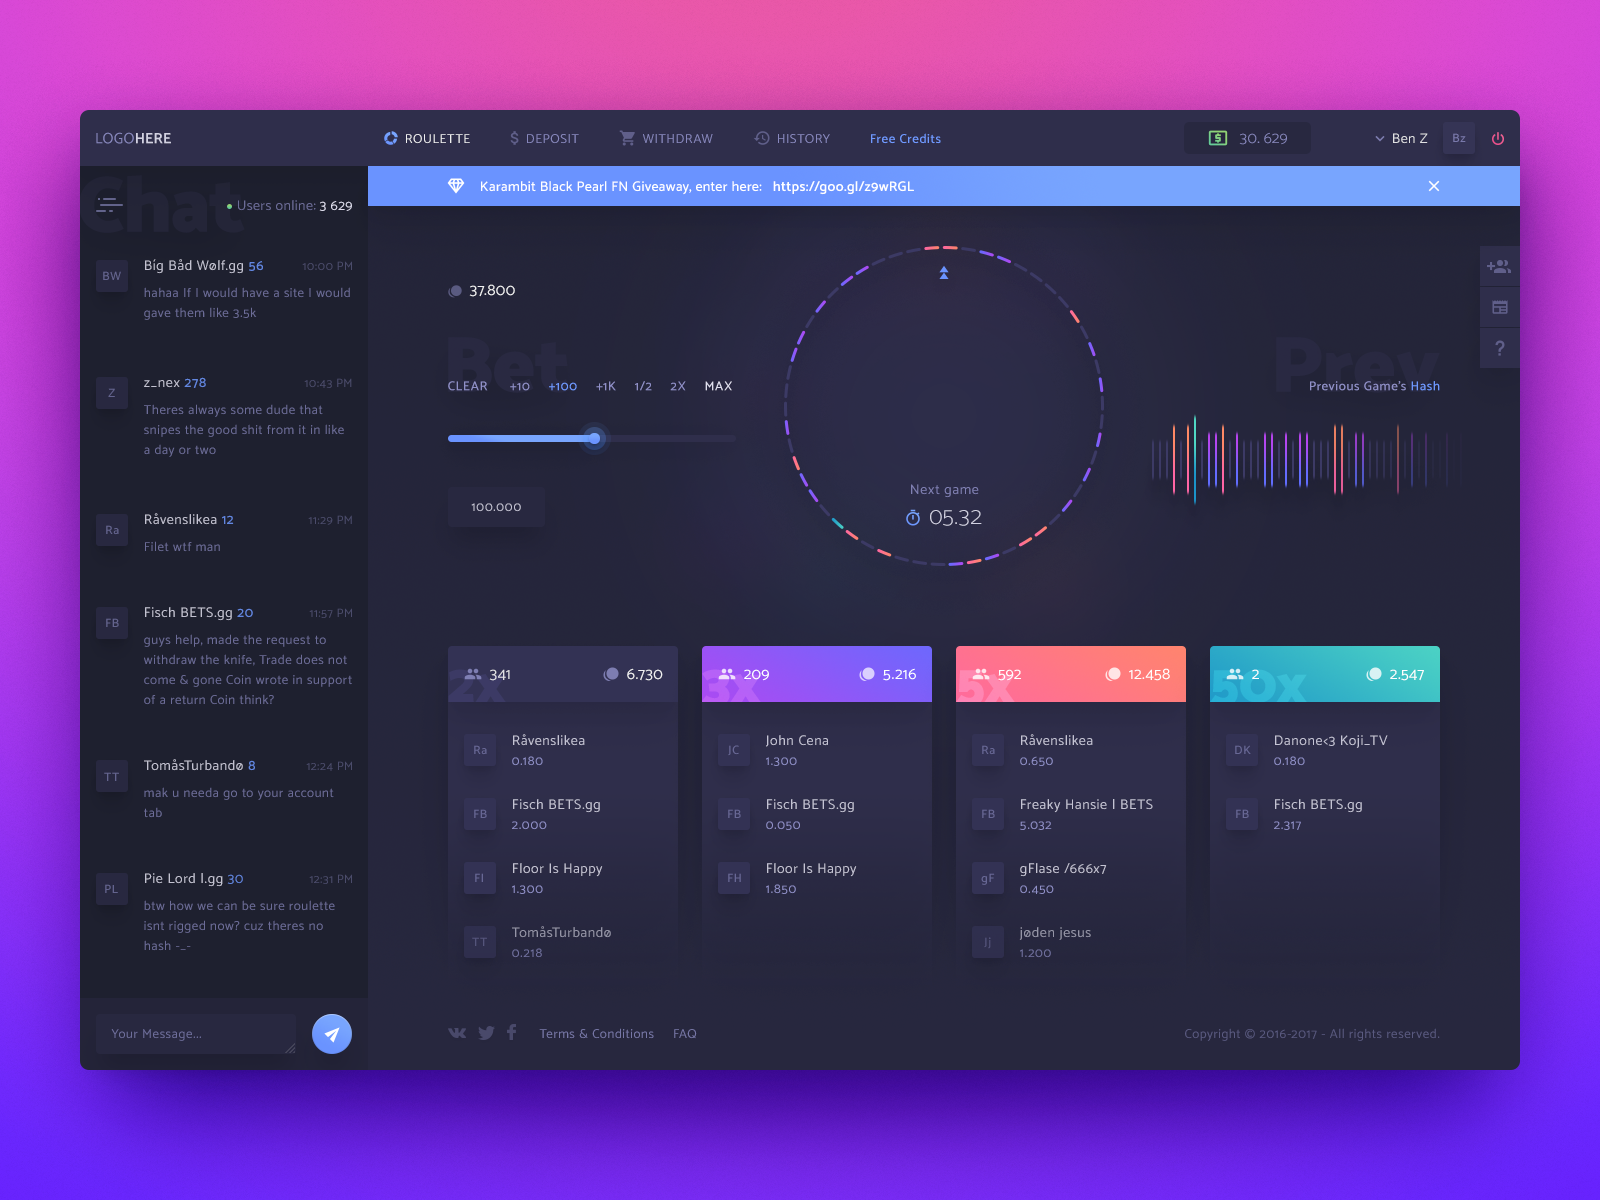 LOGOHERE
ROULETTE
DEPOSIT
WITHDRAW
HISTORY
Free Credits
30. 629
Ben Z
Bz
Chat
Users online: 3 629
BW
Bíg Båd Wølf.gg 56
10:00 PM
hahaa If I would have a site I would
gave them like 3.5k
Z
z_nex 278
10:43 PM
Theres always some dude that
snipes the good shit from it in like
a day or two
Ra
Råvenslikea 12
11:29 PM
Filet wtf man
FB
Fisch BETS.gg 20
11:57 PM
guys help, made the request to
withdraw the knife, Trade does not
come & gone Coin wrote in support
of a return Coin think?
TT
TomåsTurbandø 8
12:24 PM
mak u needa go to your account
tab
PL
Pie Lord l.gg 30
12:31 PM
btw how we can be sure roulette
isnt rigged now? cuz theres no
hash -_-
Your Message...
Karambit Black Pearl FN Giveaway, enter here: https://goo.gl/z9wRGL
37.800
Bet
CLEAR +10 +100 +1K 1/2 2X MAX
100.000
Next game
05.32
Prev
Previous Game's Hash
?
2x
341
6.730
Ra
Råvenslikea
0.180
FB
Fisch BETS.gg
2.000
FI
Floor Is Happy
1.300
TT
TomåsTurbandø
0.218
3x
209
5.216
JC
John Cena
1.300
FB
Fisch BETS.gg
0.050
FH
Floor Is Happy
1.850
5x
592
12.458
Ra
Råvenslikea
0.650
FB
Freaky Hansie l BETS
5.032
gF
gFlase /666x7
0.450
Jj
jøden jesus
1.200
50x
2
2.547
DK
Danone<3 Koji_TV
0.180
FB
Fisch BETS.gg
2.317
Terms & Conditions
FAQ
Copyright © 2016-2017 - All rights reserved.